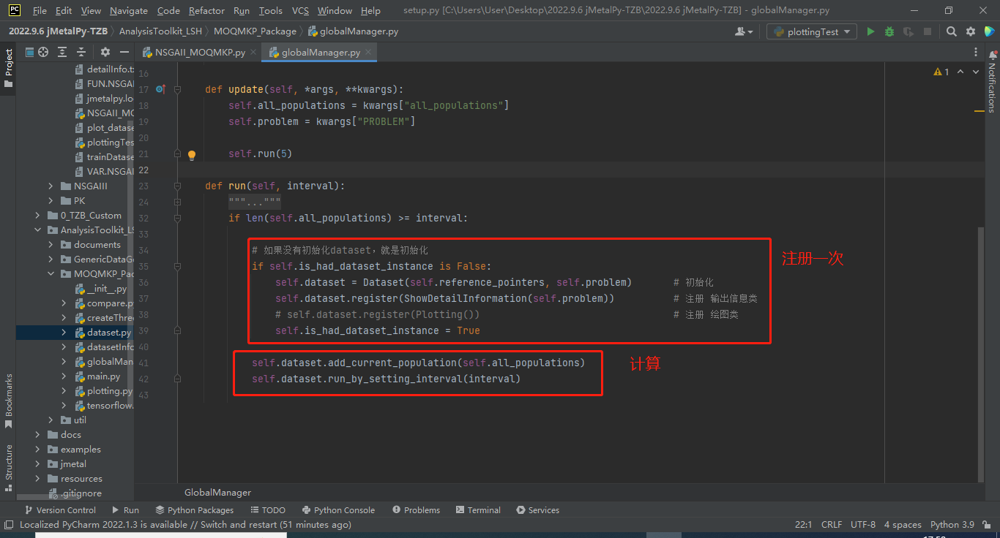 PC File Edit View Navigate Code Refactor Run Tools VCS Window Help setup.py [C:\Users\User\Desktop\2022.9.6 jMetalPy-TZB\2022.9.6 jMetalPy-TZB] - globalManager.py
2022.9.6 jMetalPy-TZB AnalysisToolkit_LSH MOQMKP_Package globalManager.py plottingTest
Project
NSGAII_MOQMKP.py globalManager.py
Notifications
detailInfo.t
FUN.NSGA
jmetalpy.lo
NSGAII_MO
plot_datase
plottingTes
trainDatase
VAR.NSGAI
NSGAIII
PK
0_TZB_Custom
AnalysisToolkit_LS
documents
GenericDataG
MOQMKP_Pac
__init__.py
compare.p
createThre
dataset.py
datasetInfo
globalMan
main.py
plotting.py
tensorflow.
util
docs
examples
jmetal
resources
.gitignore
1
16
17 def update(self, *args, **kwargs):
18 self.all_populations = kwargs["all_populations"]
19 self.problem = kwargs["PROBLEM"]
20
21 self.run(5)
22
23 def run(self, interval):
24 """..."""
32 if len(self.all_populations) >= interval:
33
34 # 如果没有初始化dataset，就是初始化
35 if self.is_had_dataset_instance is False:
36 self.dataset = Dataset(self.reference_pointers, self.problem) # 初始化
37 self.dataset.register(ShowDetailInformation(self.problem)) # 注册 输出信息类
38 # self.dataset.register(Plotting()) # 注册 绘图类
39 self.is_had_dataset_instance = True
40
41 self.dataset.add_current_population(self.all_populations)
42 self.dataset.run_by_setting_interval(interval)
43
注册一次
计算
GlobalManager
Bookmarks
Structure
Version Control Run Python Packages TODO Python Console Problems Terminal Services
Localized PyCharm 2022.1.3 is available // Switch and restart (51 minutes ago) 22:1 CRLF UTF-8 4 spaces Python 3.9